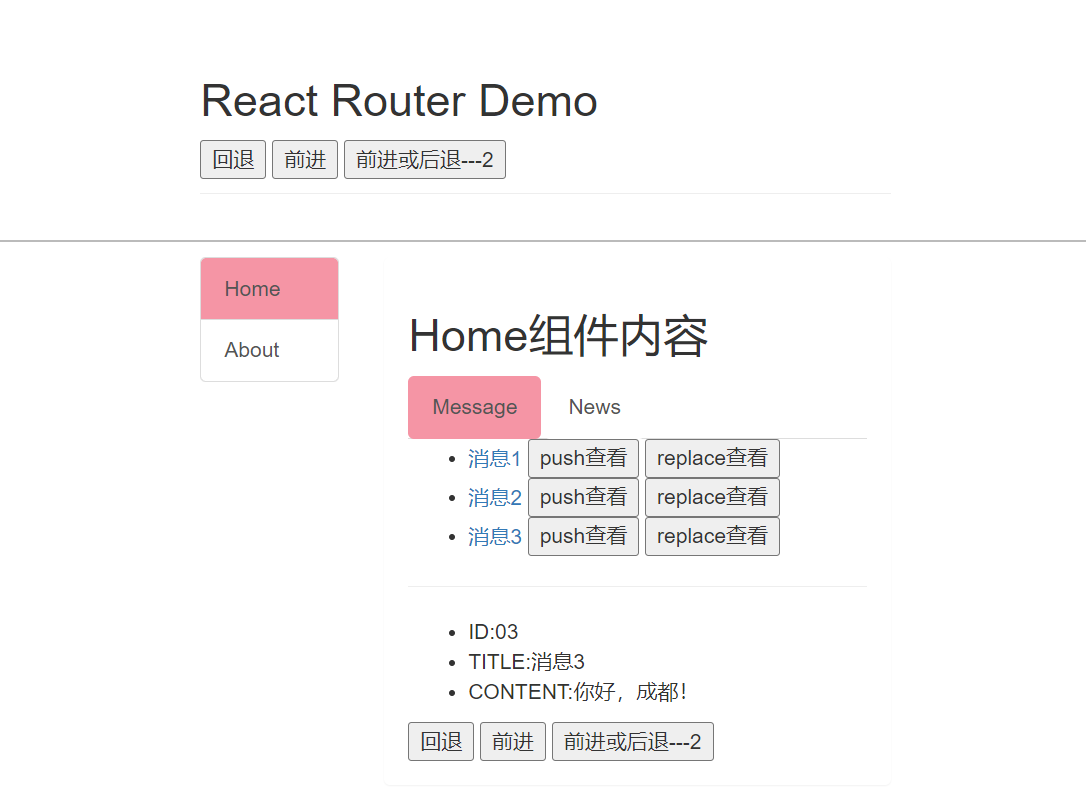 React Router Demo
回退 前进 前进或后退---2
Home
About
Home组件内容
Message News
消息1 push查看 replace查看
消息2 push查看 replace查看
消息3 push查看 replace查看
ID:03
TITLE:消息3
CONTENT:你好，成都！
回退 前进 前进或后退---2